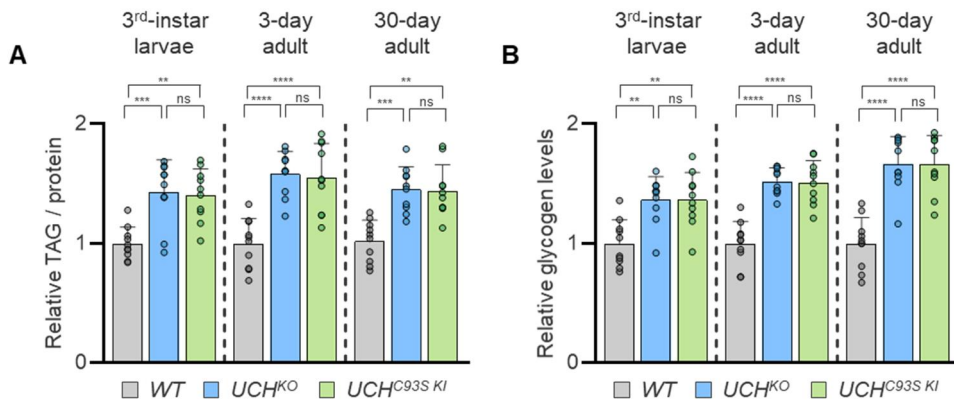 A
3rd-instar larvae
3-day adult
30-day adult
** **** **
*** ns **** ns *** ns
Relative TAG / protein
2
1
0
WT UCHKO UCHC93S KI
B
3rd-instar larvae
3-day adult
30-day adult
** **** ****
** ns **** ns **** ns
Relative glycogen levels
2
1
0
WT UCHKO UCHC93S KI